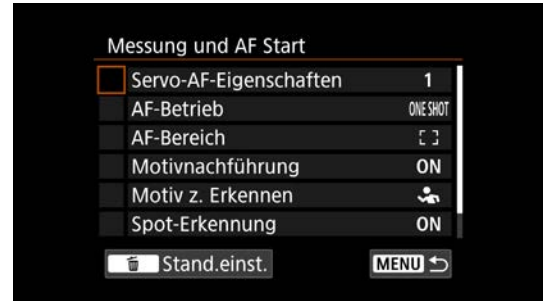 Messung und AF Start
Servo-AF-Eigenschaften 1
AF-Betrieb ONE SHOT
AF-Bereich
Motivnachführung ON
Motiv z. Erkennen
Spot-Erkennung ON
Stand.einst. MENU